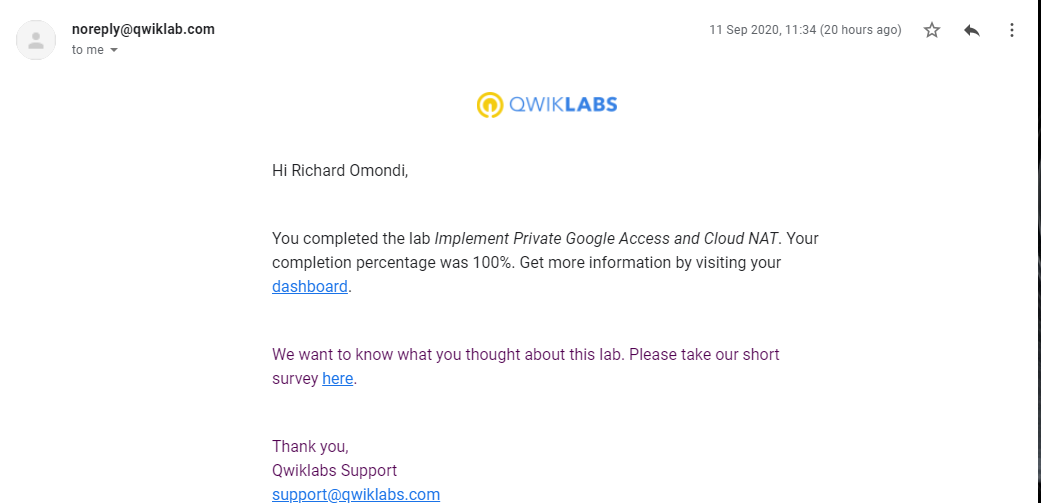 noreply@qwiklab.com
11 Sep 2020, 11:34 (20 hours ago)
to me
QWIKLABS
Hi Richard Omondi,
You completed the lab Implement Private Google Access and Cloud NAT. Your
completion percentage was 100%. Get more information by visiting your
dashboard.
We want to know what you thought about this lab. Please take our short
survey here.
Thank you,
Qwiklabs Support
support@qwiklabs.com